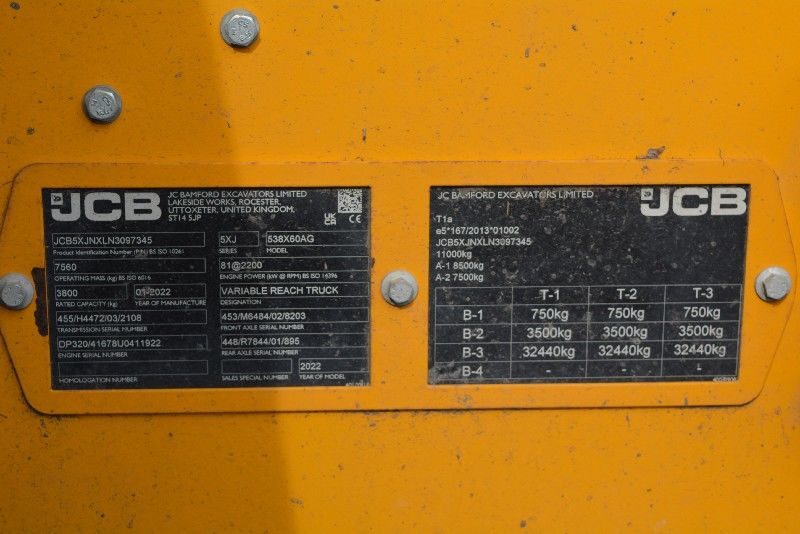 JCB
JC BAMFORD EXCAVATORS LIMITED
LAKESIDE WORKS, ROCESTER,
UTTOXETER, UNITED KINGDOM,
ST14 5JP
UK
CA
CE
JCB5XJNXLN3097345
Product Identification Number (PIN) BS ISO 10261
7560
OPERATING MASS (kg) BS ISO 6016
3800 01-2022
RATED CAPACITY (kg) YEAR OF MANUFACTURE
455/H4472/03/2108
TRANSMISSION SERIAL NUMBER
DP320/41678U0411922
ENGINE SERIAL NUMBER
HOMOLOGATION NUMBER
5XJ 538X60AG
SERIES MODEL
81@2200
ENGINE POWER (kW @ RPM) BS ISO 14396
VARIABLE REACH TRUCK
DESIGNATION
453/M6484/02/8203
FRONT AXLE SERIAL NUMBER
448/R7844/01/895
REAR AXLE SERIAL NUMBER
2022
SALES SPECIAL NUMBER YEAR OF MODEL
JC BAMFORD EXCAVATORS LIMITED
JCB
T1a
e5*167/2013*01002
JCB5XJNXLN3097345
11000kg
A-1 8500kg
A-2 7500kg
T-1 T-2 T-3
B-1 750kg 750kg 750kg
B-2 3500kg 3500kg 3500kg
B-3 32440kg 32440kg 32440kg
B-4 - - -